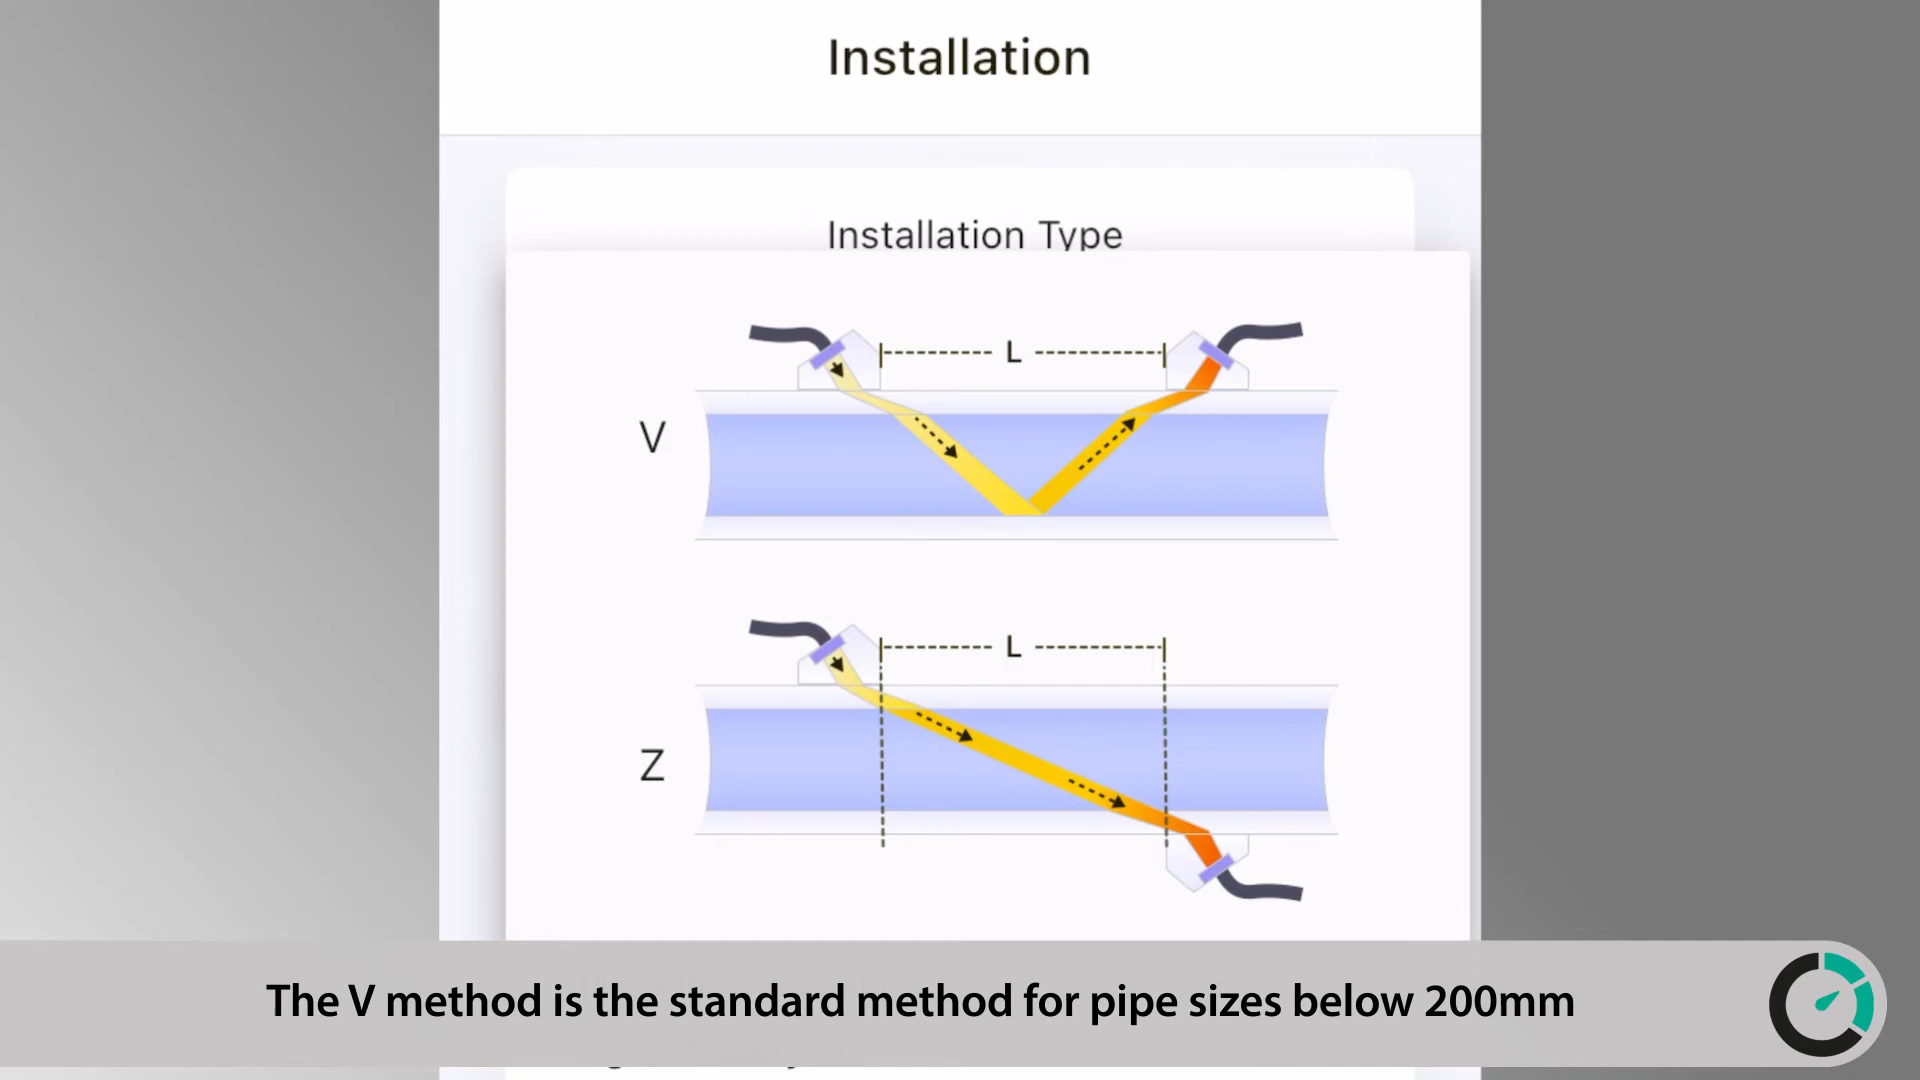 Installation
Installation Type
L
V
L
Z
The V method is the standard method for pipe sizes below 200mm